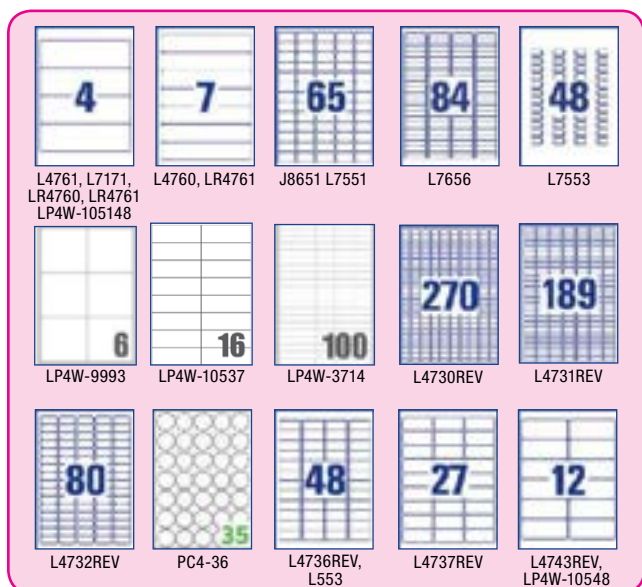 4
7
65
84
48
L4761, L7171,
LR4760, LR4761
LP4W-105148
L4760, LR4761
J8651 L7551
L7656
L7553
6
16
100
270
189
LP4W-9993
LP4W-10537
LP4W-3714
L4730REV
L4731REV
80
35
48
27
12
L4732REV
PC4-36
L4736REV,
L553
L4737REV
L4743REV,
LP4W-10548